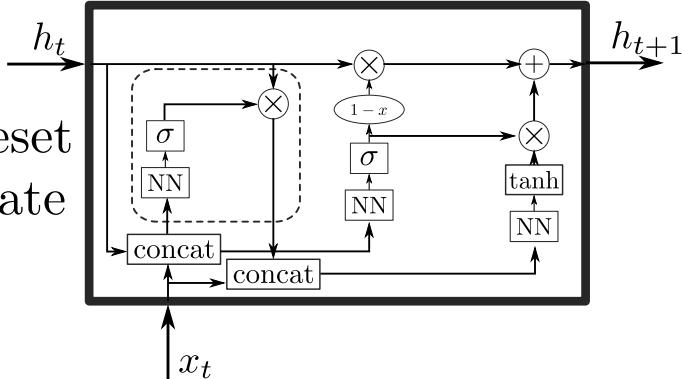 h_t
h_{t+1}
×
+
×
1 − x
eset
σ
σ
×
ate
NN
tanh
NN
NN
concat
concat
x_t